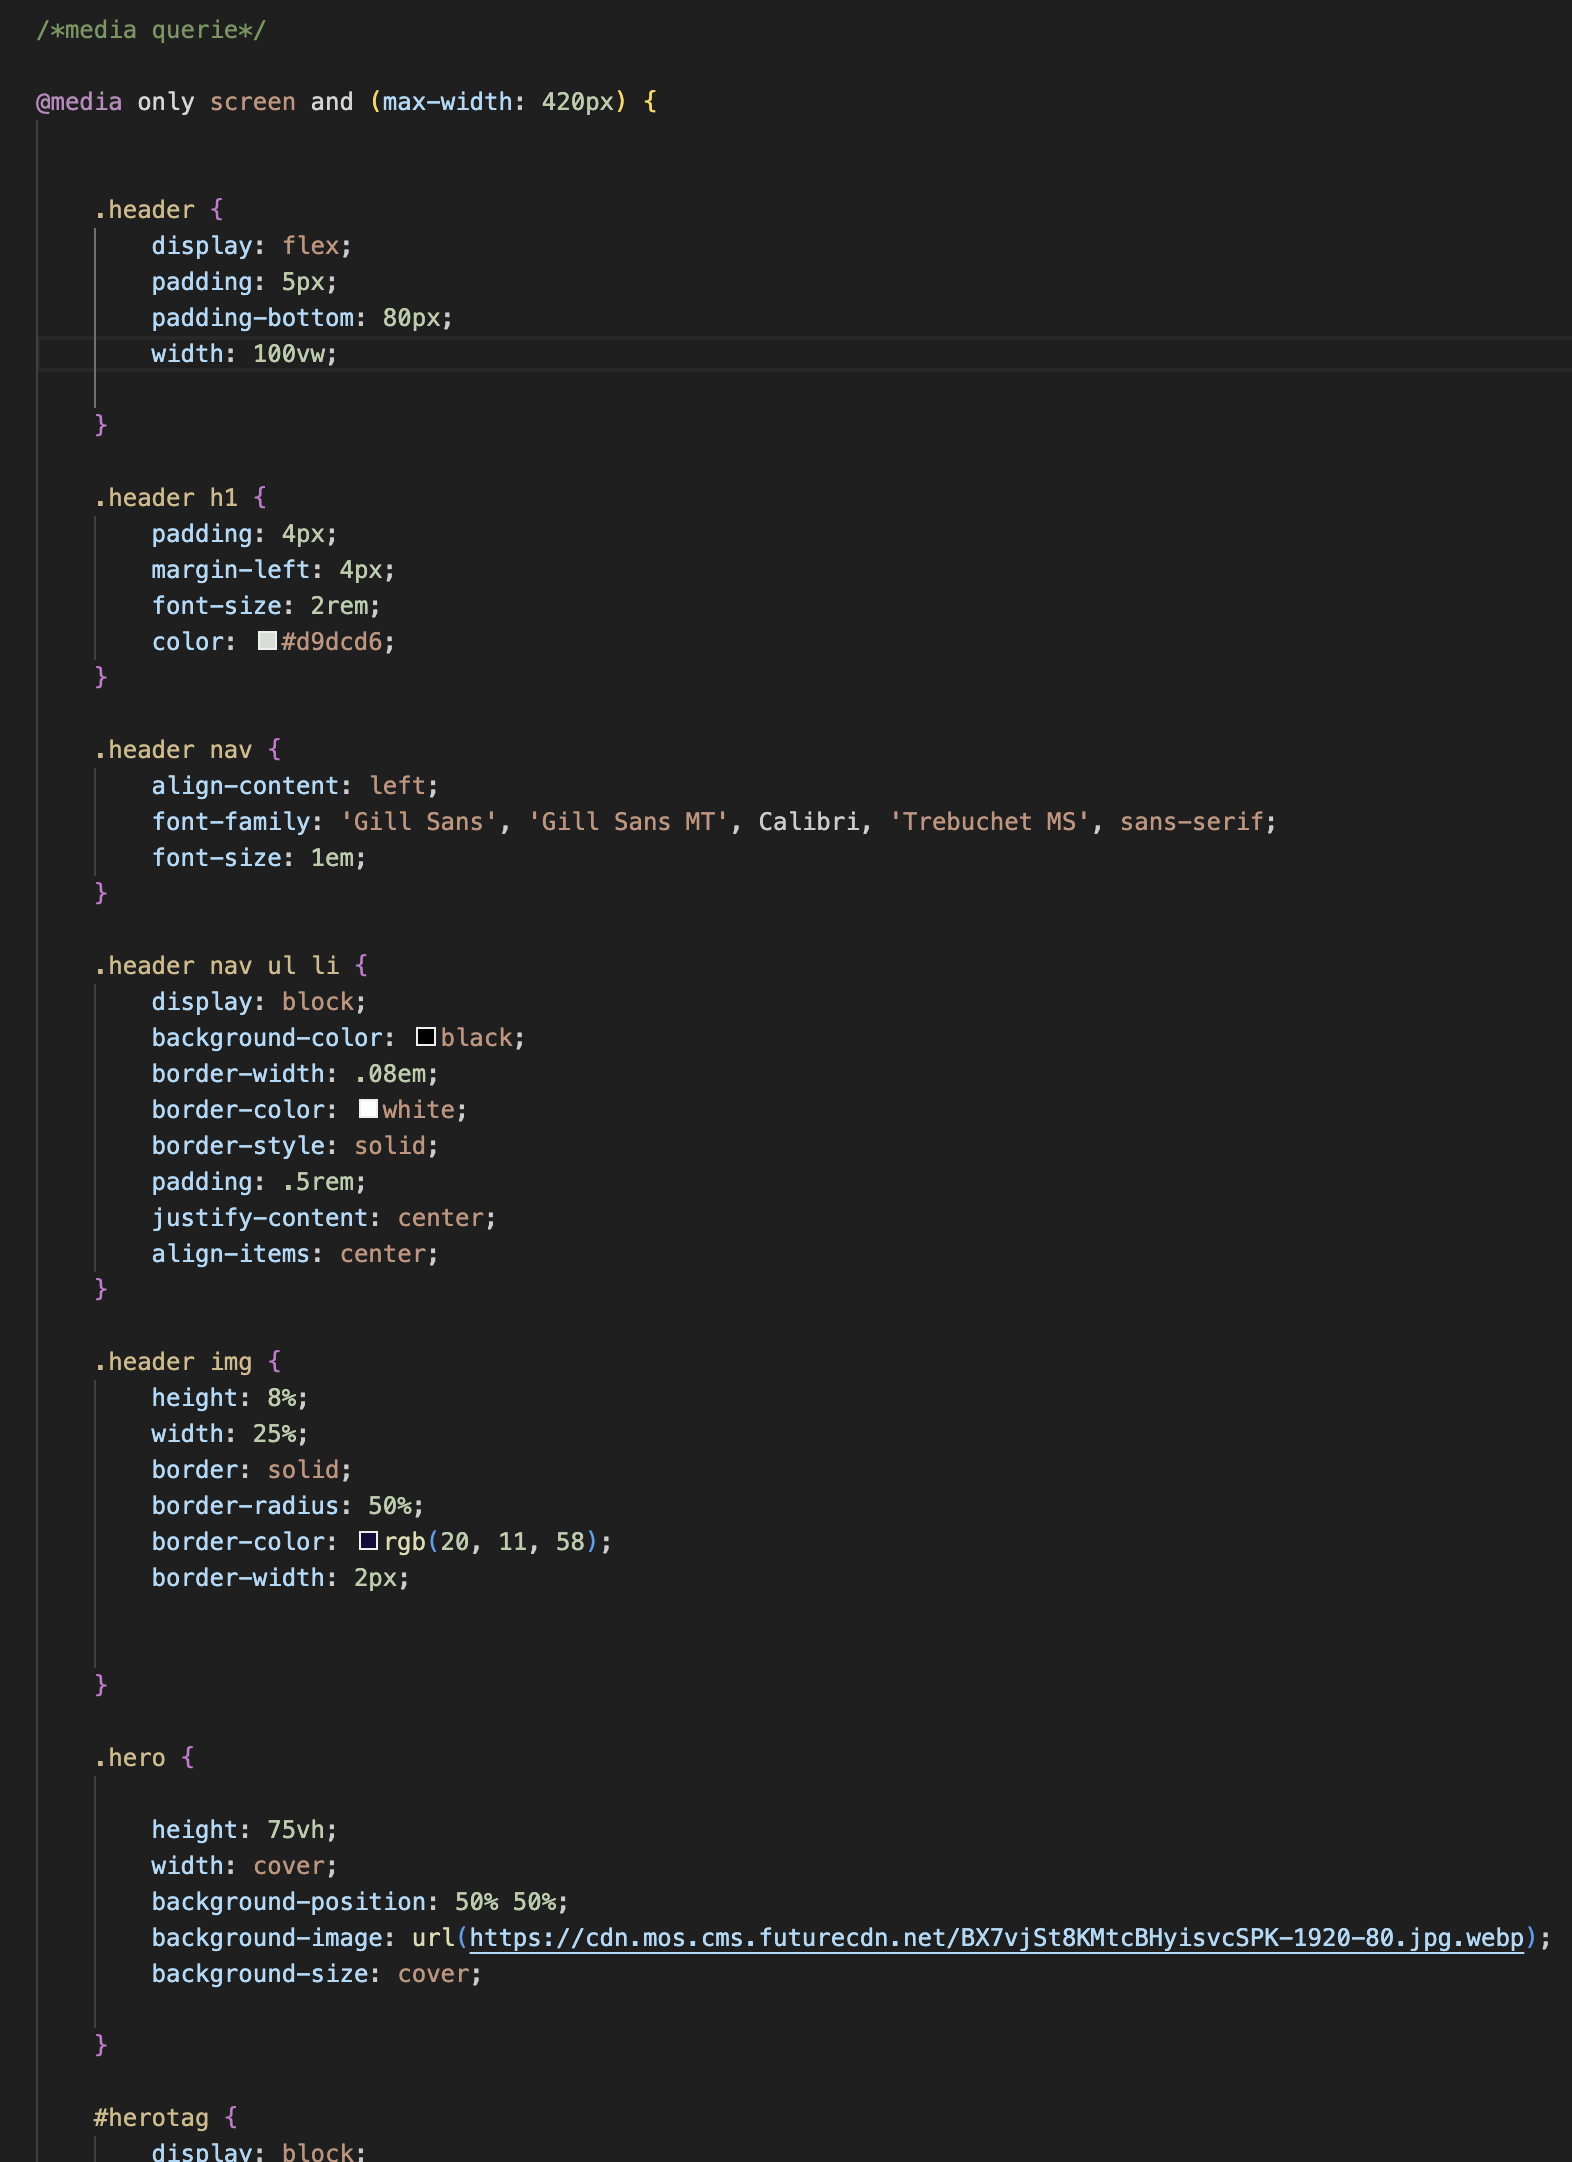 /*media querie*/
@media only screen and (max-width: 420px) {
.header {
display: flex;
padding: 5px;
padding-bottom: 80px;
width: 100vw;
}
.header h1 {
padding: 4px;
margin-left: 4px;
font-size: 2rem;
color: #d9dcd6;
}
.header nav {
align-content: left;
font-family: 'Gill Sans', 'Gill Sans MT', Calibri, 'Trebuchet MS', sans-serif;
font-size: 1em;
}
.header nav ul li {
display: block;
background-color: black;
border-width: .08em;
border-color: white;
border-style: solid;
padding: .5rem;
justify-content: center;
align-items: center;
}
.header img {
height: 8%;
width: 25%;
border: solid;
border-radius: 50%;
border-color: rgb(20, 11, 58);
border-width: 2px;
}
.hero {
height: 75vh;
width: cover;
background-position: 50% 50%;
background-image: url(https://cdn.mos.cms.futurecdn.net/BX7vjSt8KMtcBHyisvcSPK-1920-80.jpg.webp);
background-size: cover;
}
#herotag {
display: block;